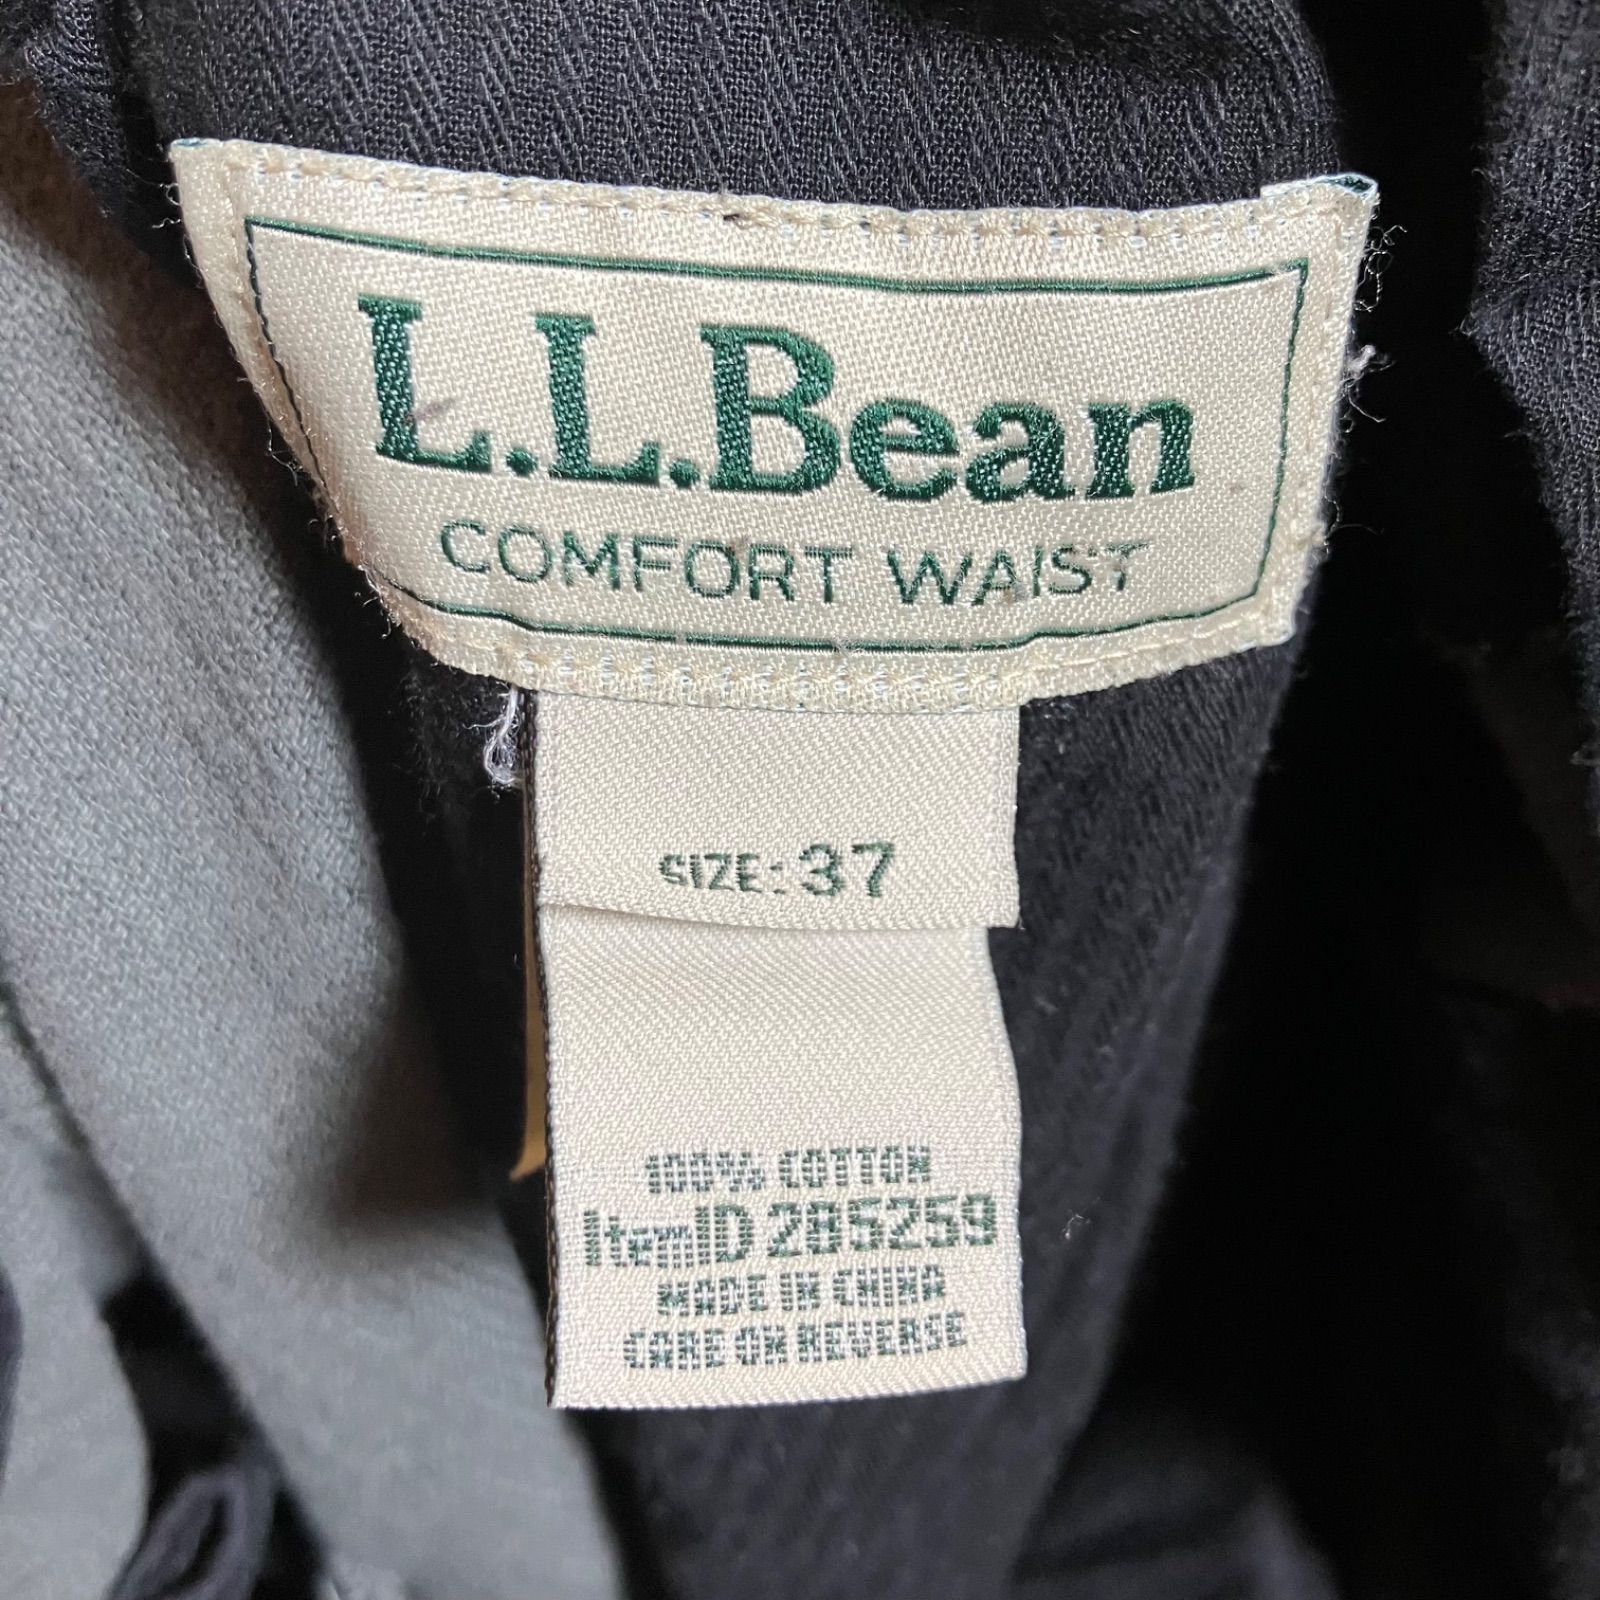 L.L.Bean
COMFORT WAIST
SIZE: 37
100% COTTON
ItemID 285259
MADE IN CHINA
CARE ON REVERSE